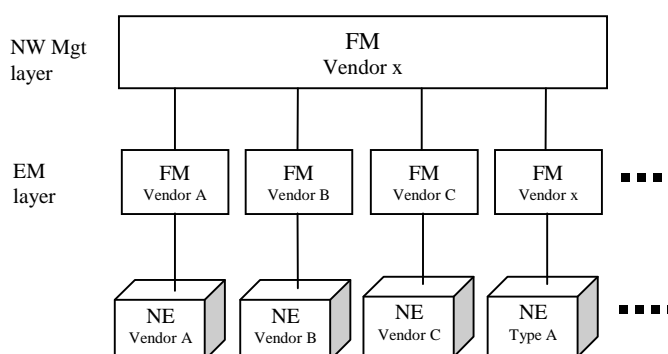 NW Mgt
layer
FM
Vendor x
EM
layer
FM
Vendor A
FM
Vendor B
FM
Vendor C
FM
Vendor x
NE
Vendor A
NE
Vendor B
NE
Vendor C
NE
Type A